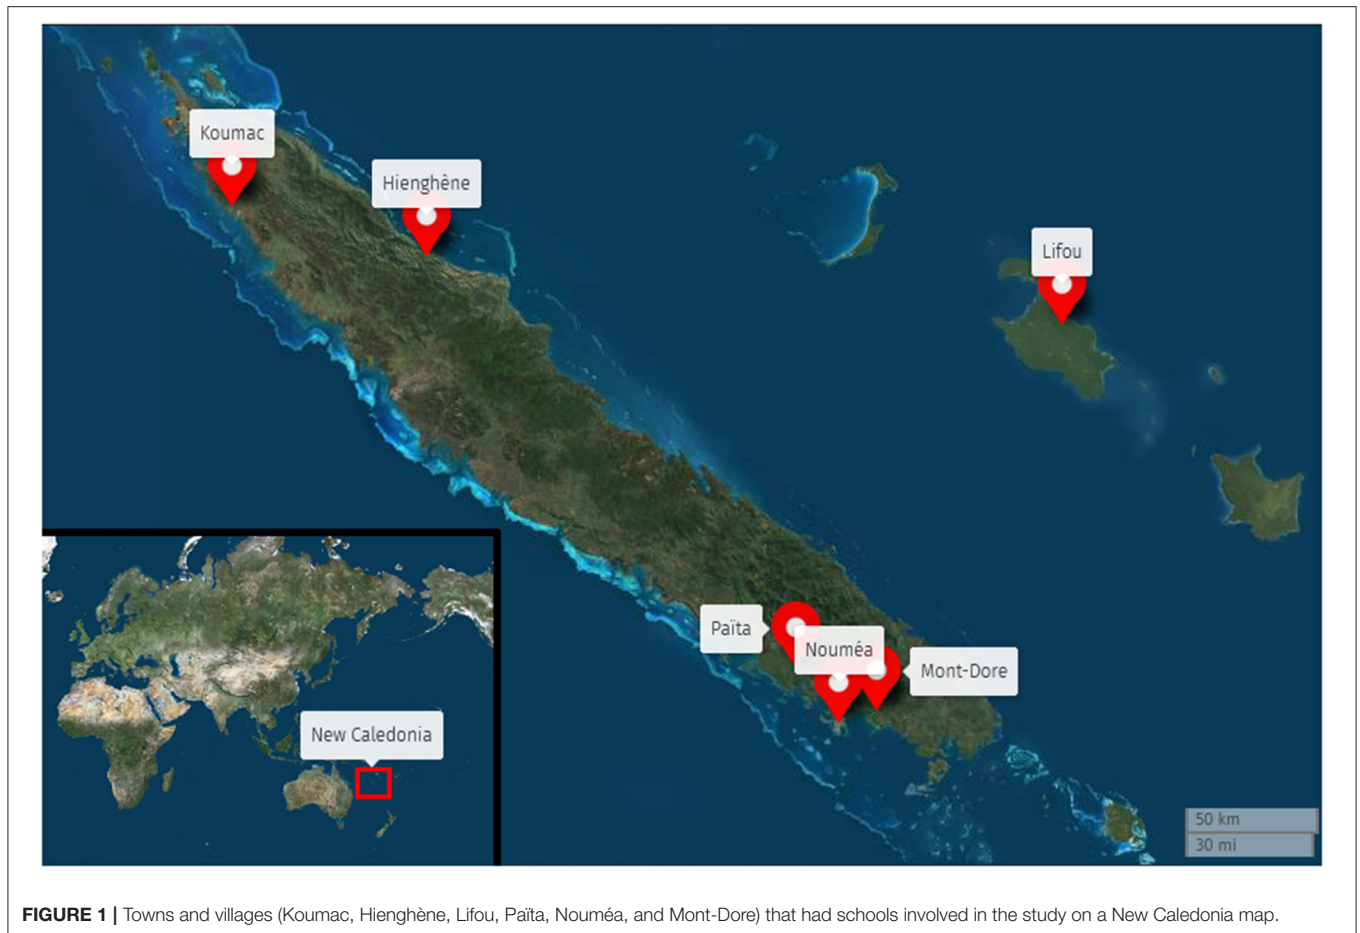 Koumac
Hienghène
Lifou
Païta
Nouméa
Mont-Dore
New Caledonia
50 km
30 mi
FIGURE 1 | Towns and villages (Koumac, Hienghène, Lifou, Païta, Nouméa, and Mont-Dore) that had schools involved in the study on a New Caledonia map.